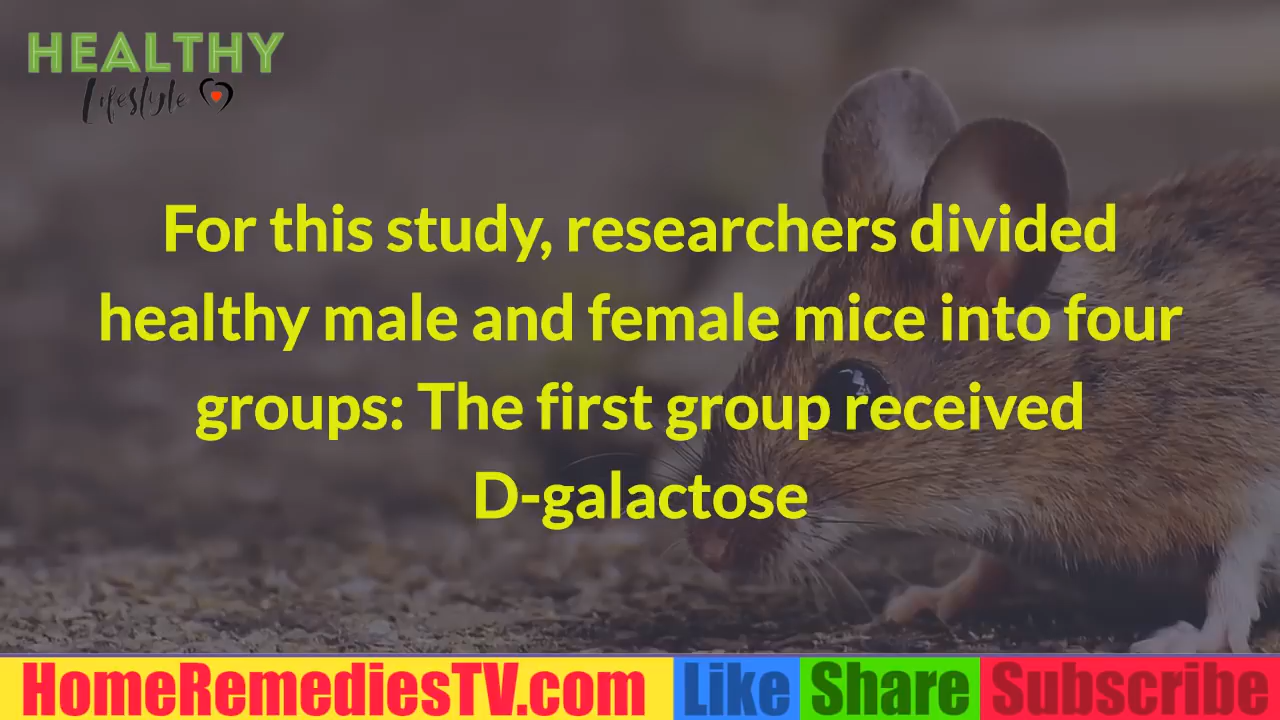 HEALTHY
Lifestyle
For this study, researchers divided
healthy male and female mice into four
groups: The first group received
D-galactose
HomeRemediesTV.com Like Share Subscribe